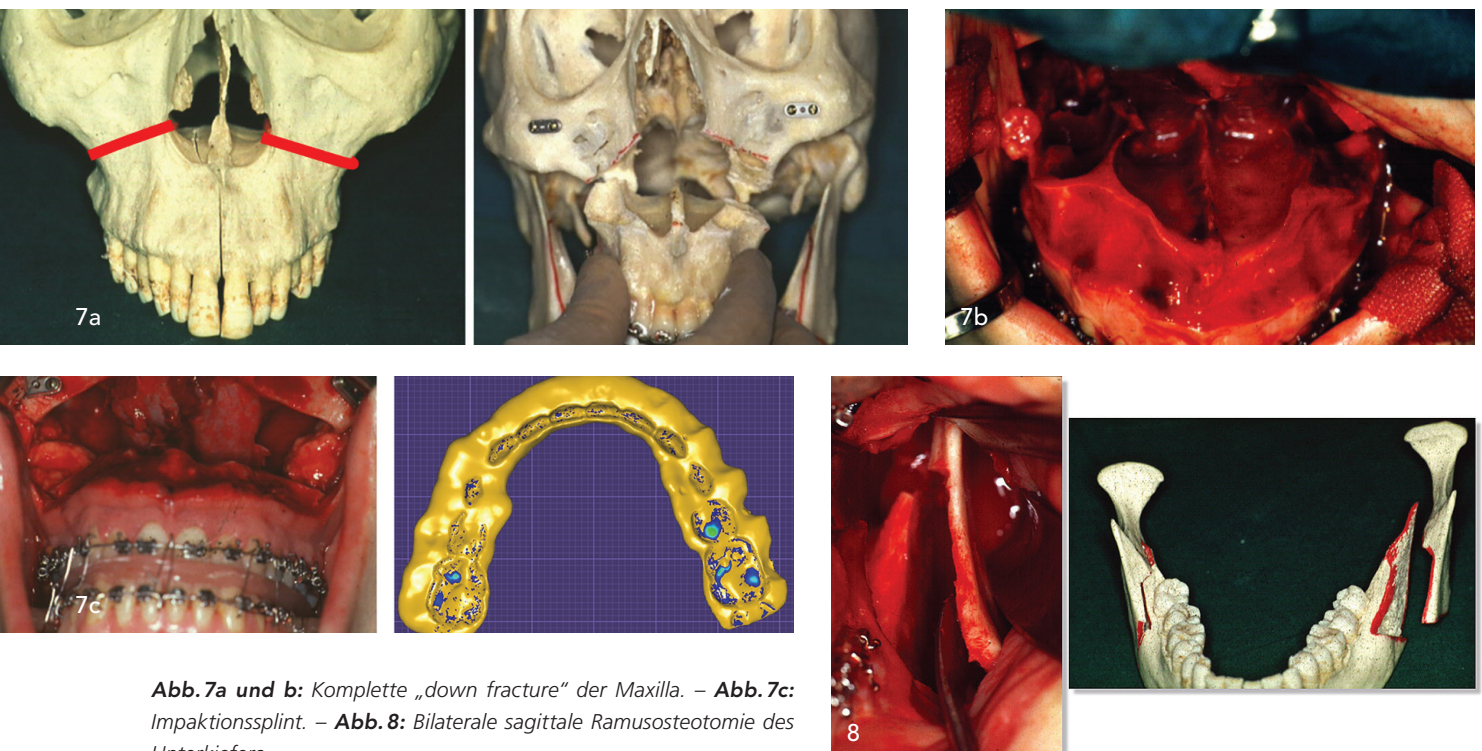 7a
7b
7c
8
Abb. 7a und b: Komplette „down fracture“ der Maxilla. – Abb. 7c:
Impaktionssplint. – Abb. 8: Bilaterale sagittale Ramusosteotomie des